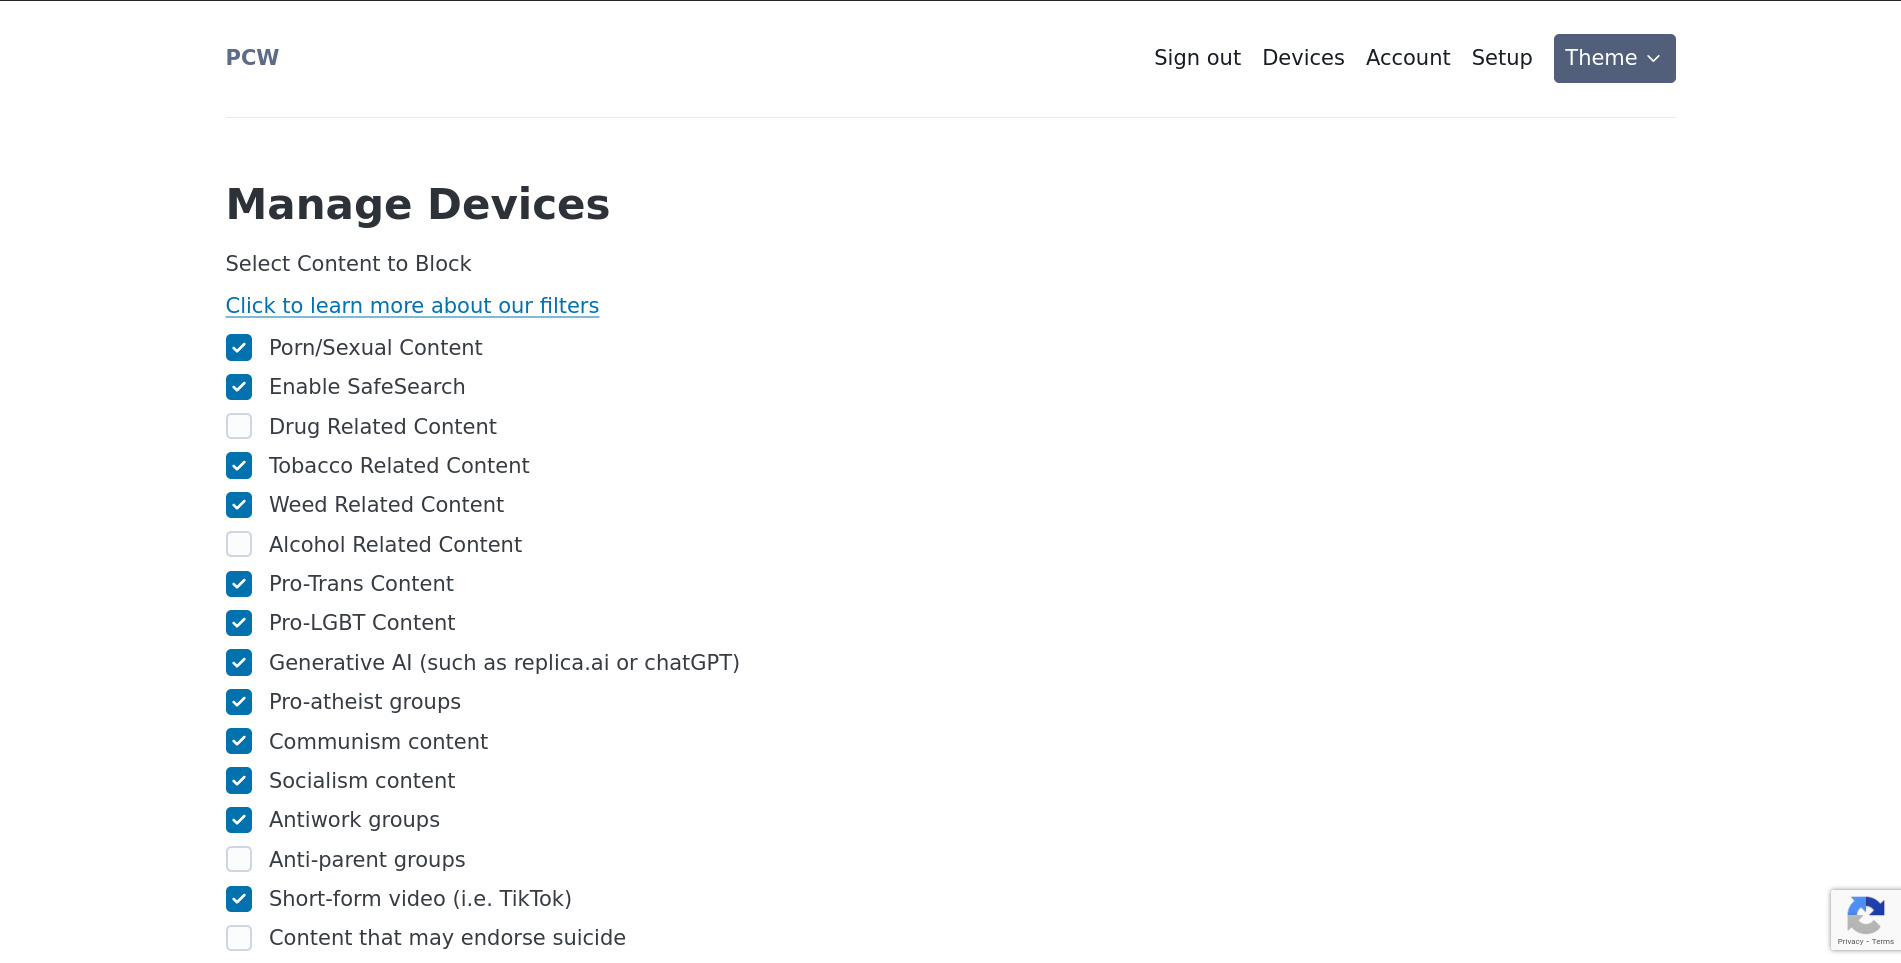 PCW
Sign out Devices Account Setup Theme
Manage Devices
Select Content to Block
Click to learn more about our filters
Porn/Sexual Content
Enable SafeSearch
Drug Related Content
Tobacco Related Content
Weed Related Content
Alcohol Related Content
Pro-Trans Content
Pro-LGBT Content
Generative AI (such as replica.ai or chatGPT)
Pro-atheist groups
Communism content
Socialism content
Antiwork groups
Anti-parent groups
Short-form video (i.e. TikTok)
Content that may endorse suicide
Privacy - Terms